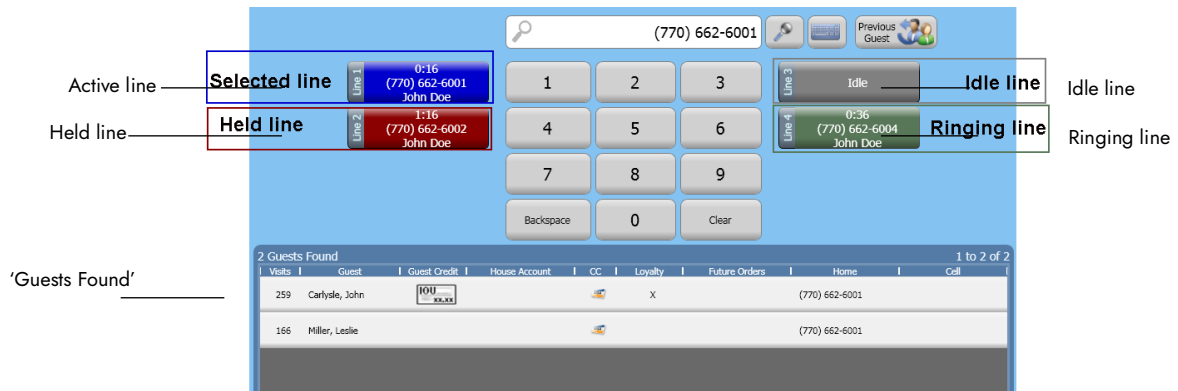 (770) 662-6001
Previous
Guest
Active line
Selected line
Line 1
0:16
(770) 662-6001
John Doe
1
2
3
Line 3
Idle
Idle line
Idle line
Held line
Held line
Line 2
1:16
(770) 662-6002
John Doe
4
5
6
Line 4
0:36
(770) 662-6004
John Doe
Ringing line
Ringing line
7
8
9
Backspace
0
Clear
'Guests Found'
2 Guests Found
1 to 2 of 2
Visits Guest Guest Credit House Account CC Loyalty Future Orders Home Cell
259 Carlysle, John IOU xx.xx X (770) 662-6001
166 Miller, Leslie (770) 662-6001